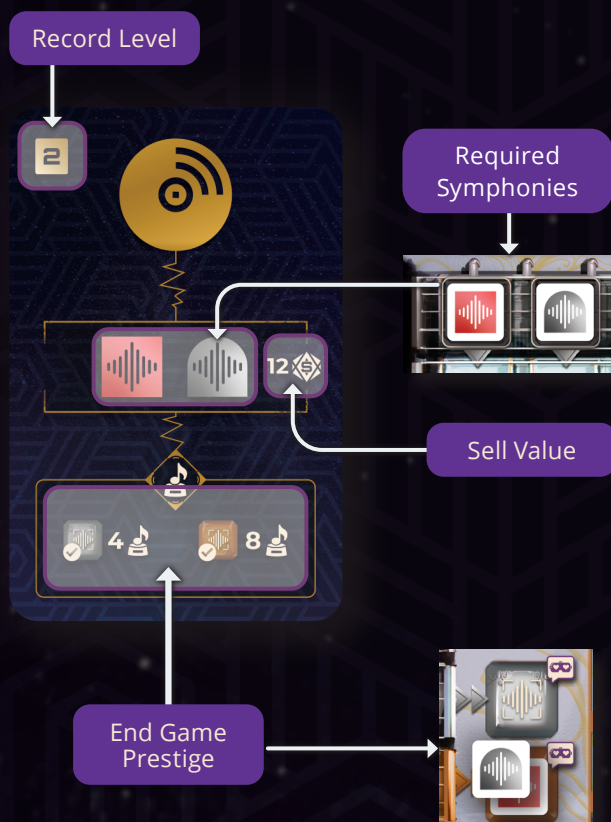 Record Level
2
Required
Symphonies
12 S
Sell Value
4
8
End Game
Prestige